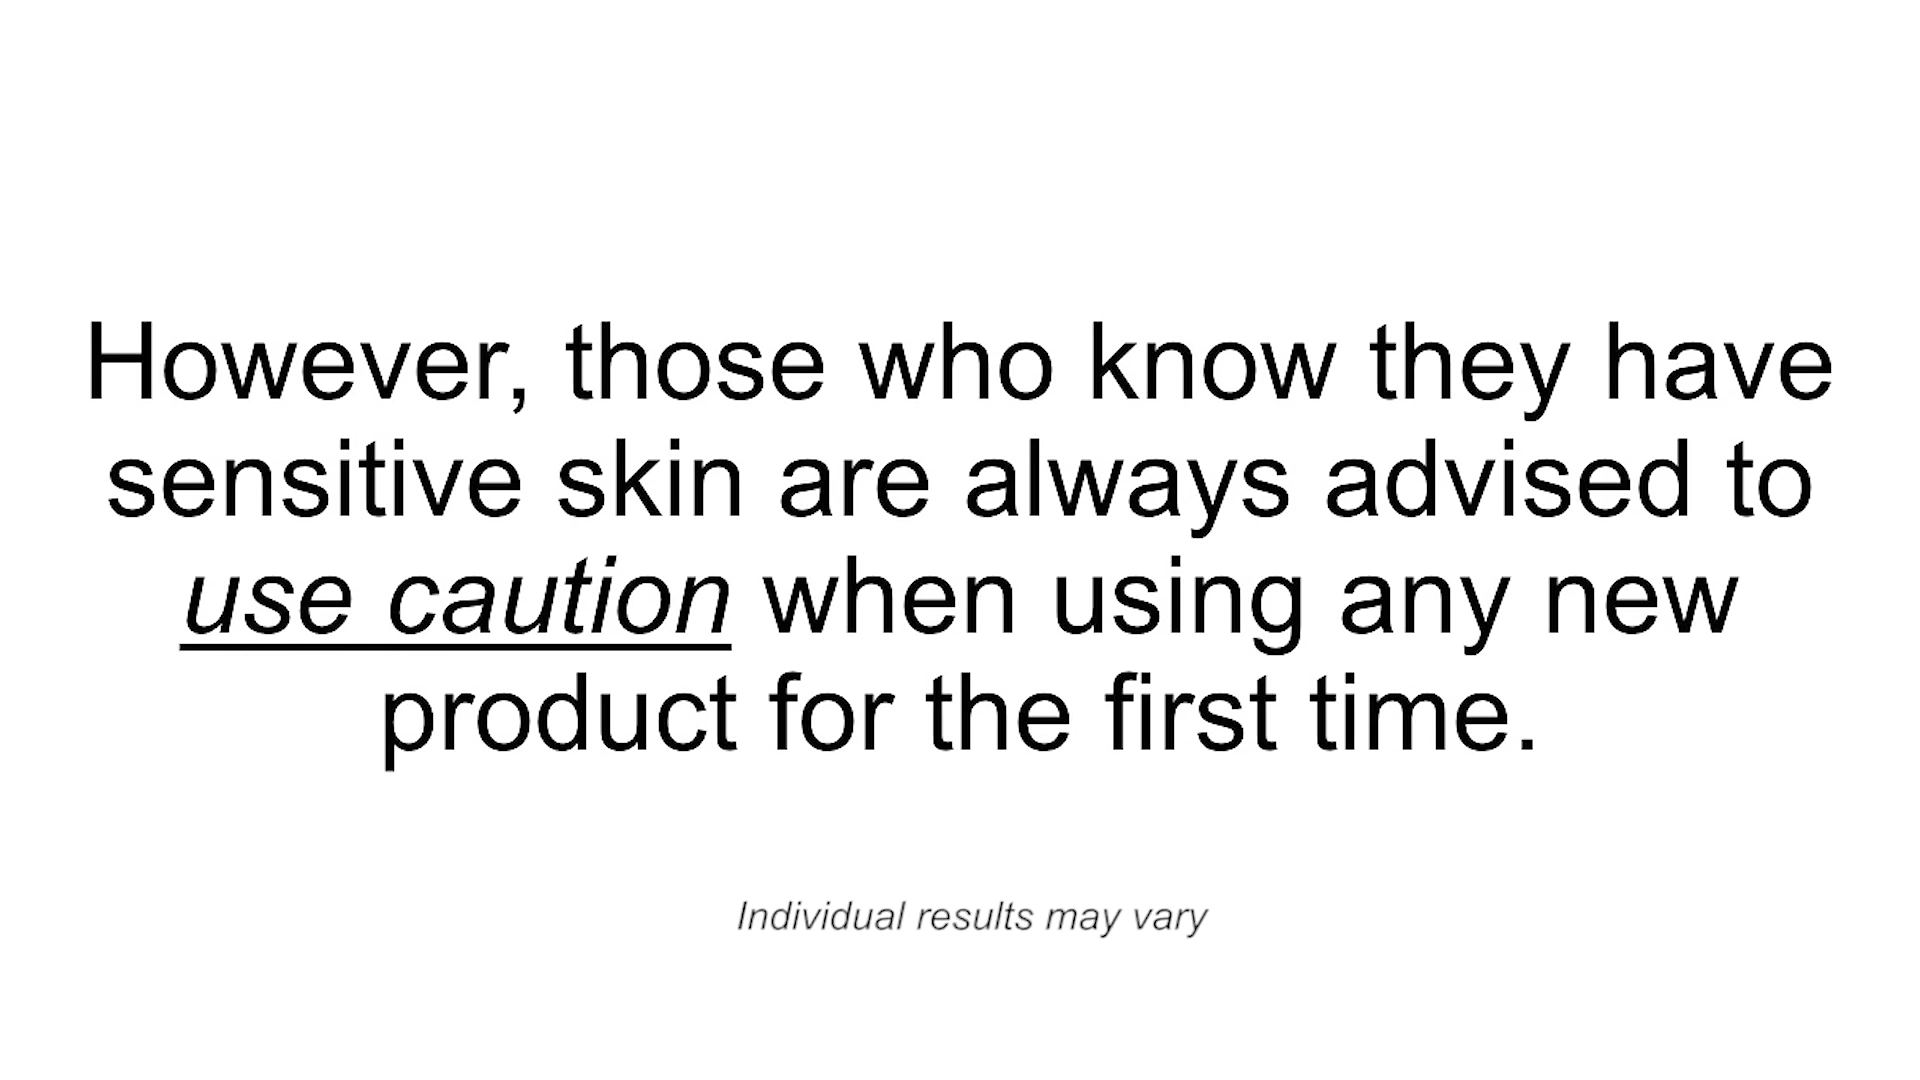 However, those who know they have
sensitive skin are always advised to
use caution when using any new
product for the first time.
Individual results may vary